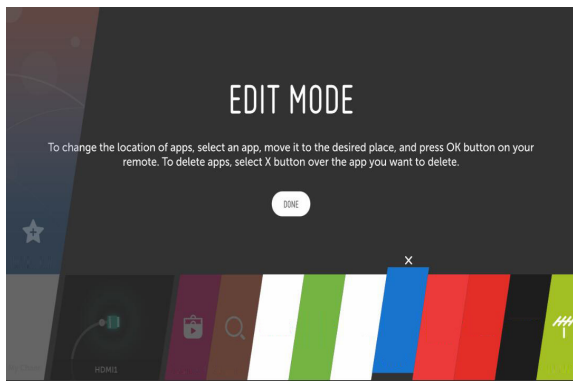 EDIT MODE
To change the location of apps, select an app, move it to the desired place, and press OK button on your
remote. To delete apps, select X button over the app you want to delete.
DONE
X
HDMI1